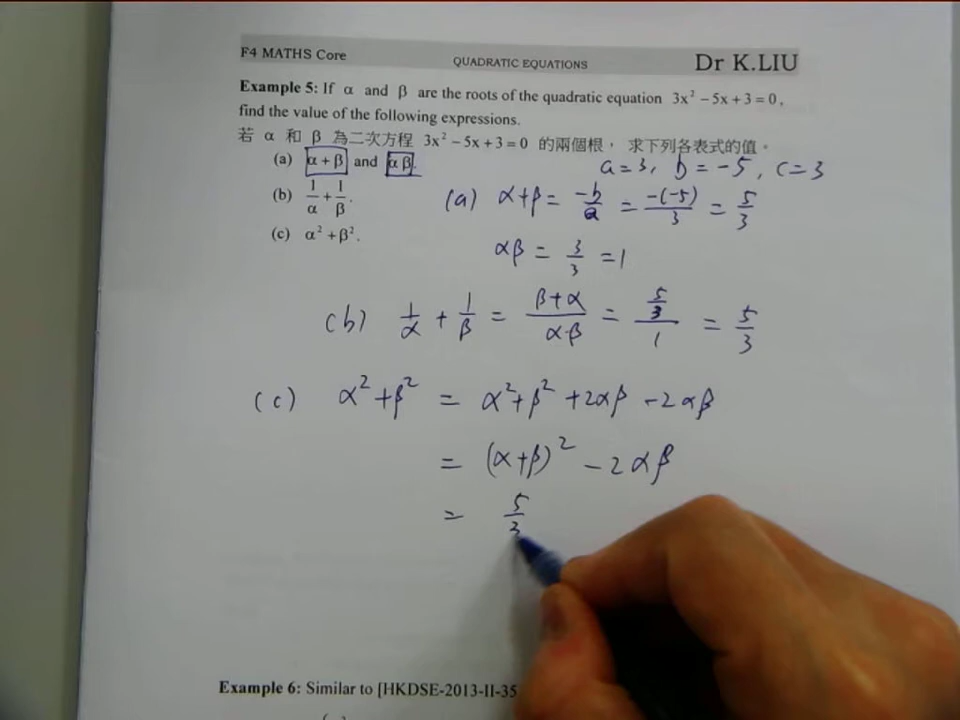 F4 MATHS Core QUADRATIC EQUATIONS Dr K.LIU
Example 5: If α and β are the roots of the quadratic equation 3x² − 5x + 3 = 0,
find the value of the following expressions.
若 α 和 β 為二次方程 3x² − 5x + 3 = 0 的兩個根， 求下列各表式的值。
a = 3, b = −5, c = 3
(a) α + β and αβ.
(b) 1/α + 1/β.
(c) α² + β².
(a) α+β = −b/a = −(−5)/3 = 5/3
αβ = 3/3 = 1
(b) 1/α + 1/β = (β+α)/(α·β) = (5/3)/1 = 5/3
(c) α² + β² = α² + β² + 2αβ − 2αβ
= (α+β)² − 2αβ
= 5/3
Example 6: Similar to [HKDSE-2013-II-35